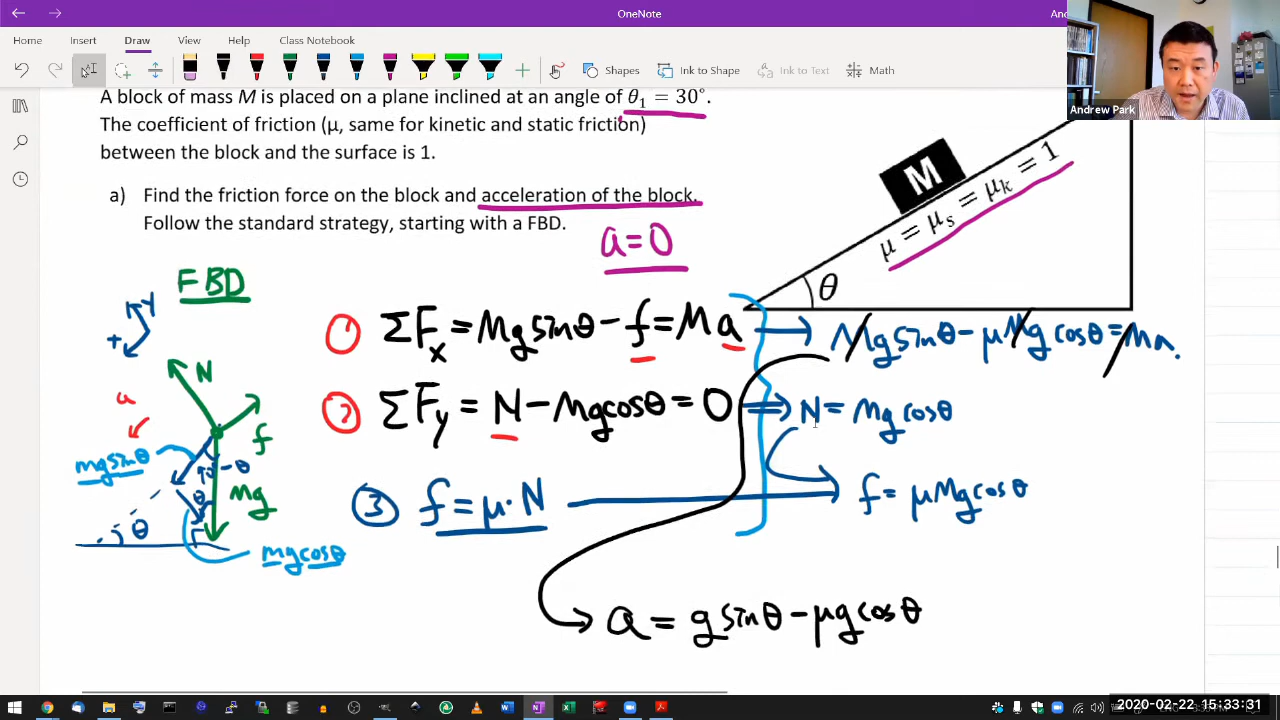 OneNote
An
Home Insert Draw View Help Class Notebook
Shapes Ink to Shape Ink to Text Math
Andrew Park
A block of mass M is placed on a plane inclined at an angle of θ₁ = 30°.
The coefficient of friction (μ, same for kinetic and static friction)
between the block and the surface is 1.
a) Find the friction force on the block and acceleration of the block.
Follow the standard strategy, starting with a FBD.
a=0
M
μ = μₛ = μₖ = 1
θ
FBD
Y
+
N
a
f
mg sinθ
90-θ
θ
Mg
θ
mgcosθ
① ΣFₓ = Mg sinθ - f = Ma → Mg sinθ - μMg cosθ = Ma.
② ΣFy = N - Mg cosθ = 0 ⇒ N = Mg cosθ
③ f = μ·N → f = μMg cosθ
→ a = g sinθ - μg cosθ
2020-02-22 15:33:31